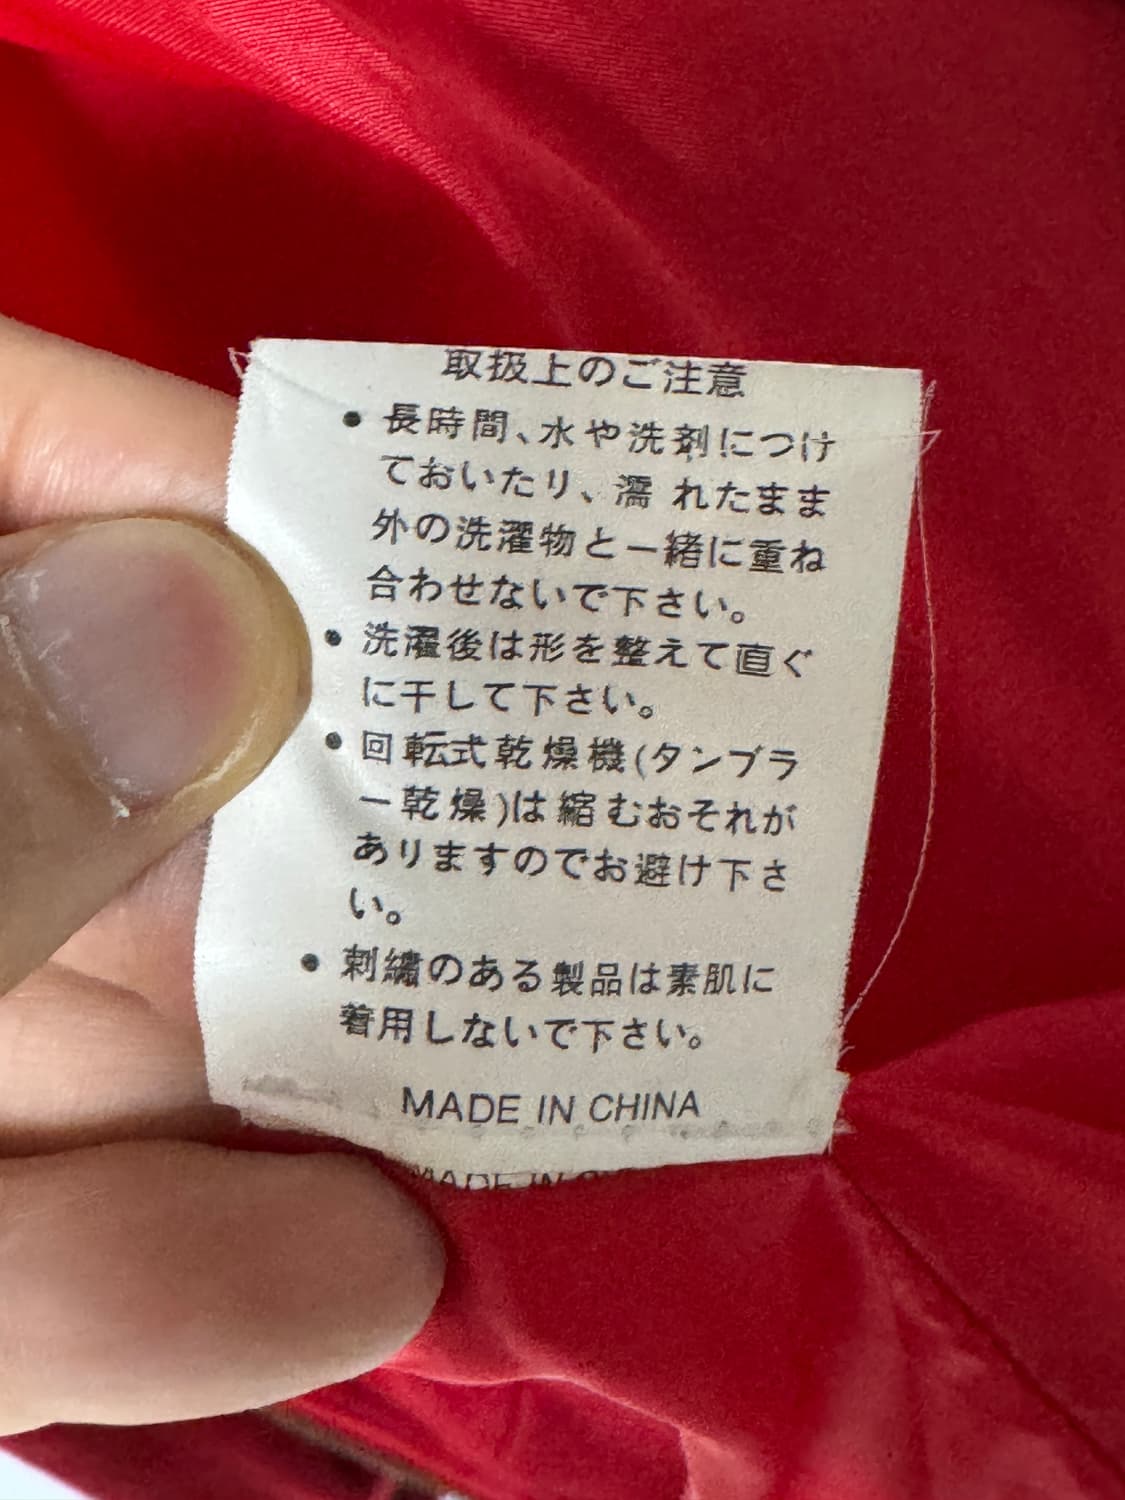 取扱上のご注意
● 長時間、水や洗剤につけ
ておいたり、濡 れたまま
外の洗濯物と一緒に重ね
合わせないで下さい。
● 洗濯後は形を整えて直ぐ
に干して下さい。
● 回転式乾燥機(タンブラ
ー乾燥)は縮むおそれが
ありますのでお避け下さ
い。
● 刺繍のある製品は素肌に
着用しないで下さい。
MADE IN CHINA
MADE IN